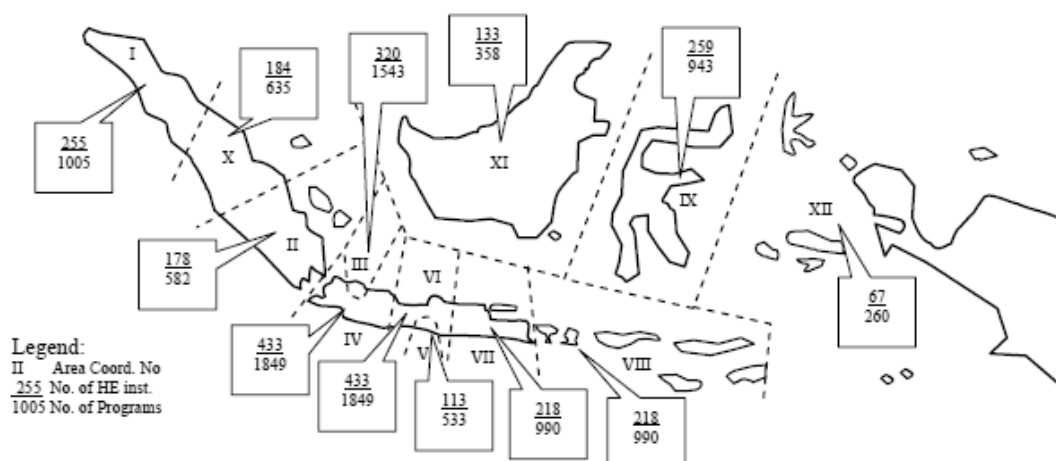 I
255
1005
184
635
X
320
1543
133
358
XI
259
943
IX
XII
67
260
178
582
II
III
VI
433
1849
IV
433
1849
V
113
533
VII
218
990
VIII
218
990
Legend:
II Area Coord. No
255 No. of HE inst.
1005 No. of Programs